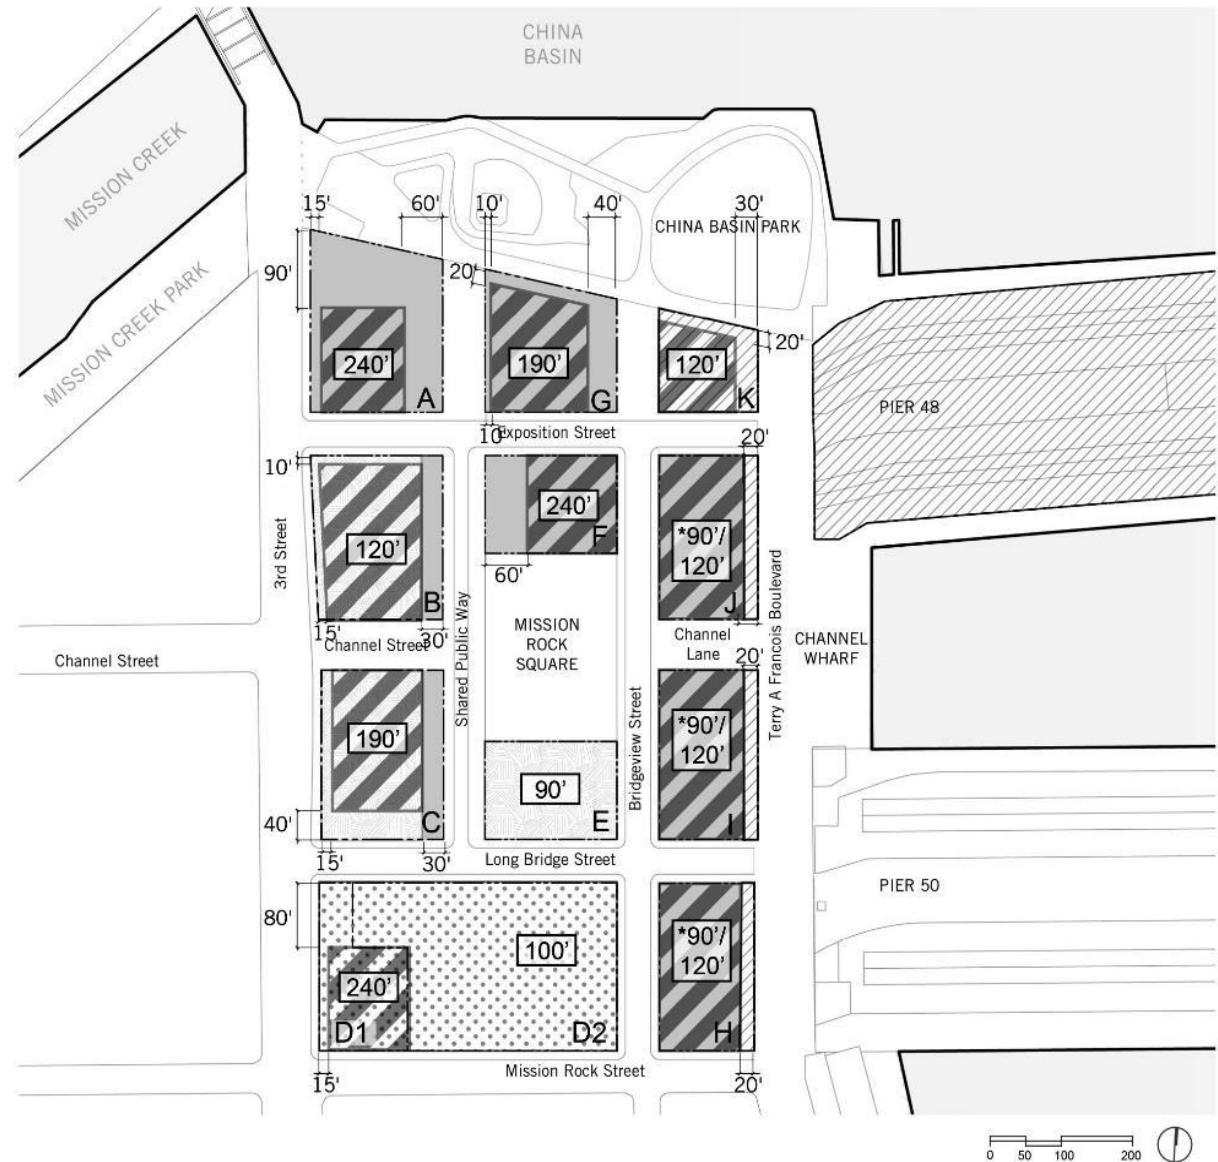 CHINA
BASIN
MISSION CREEK
MISSION CREEK PARK
15'
60'
10'
40'
30'
CHINA BASIN PARK
90'
20'
20'
240'
190'
120'
A
G
K
PIER 48
10'
Exposition Street
20'
10'
240'
F
*90'/
120'
120'
60'
3rd Street
B
J
15'
30'
Channel Street
Shared Public Way
MISSION
ROCK
SQUARE
Channel
Lane
20'
Terry A Francois Boulevard
CHANNEL
WHARF
Channel Street
190'
*90'/
120'
Bridgeview Street
90'
40'
C
E
I
15'
30'
Long Bridge Street
PIER 50
80'
100'
*90'/
120'
240'
D1
D2
H
15'
Mission Rock Street
20'
0 50 100 200